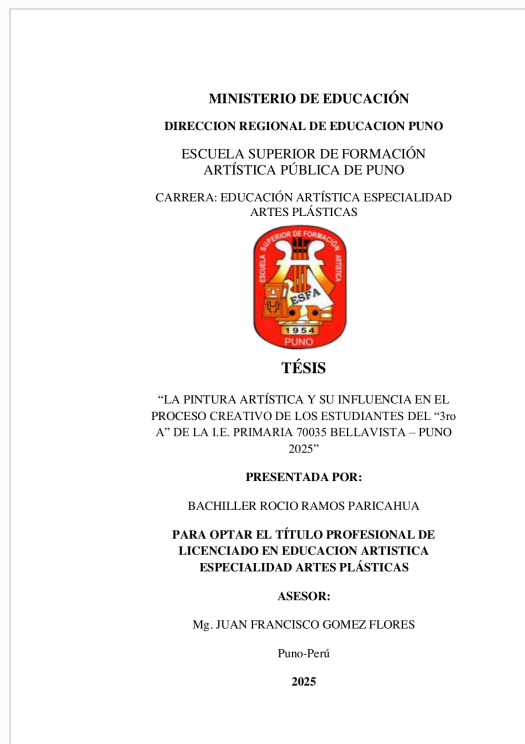 MINISTERIO DE EDUCACIÓN
DIRECCION REGIONAL DE EDUCACION PUNO
ESCUELA SUPERIOR DE FORMACIÓN
ARTÍSTICA PÚBLICA DE PUNO
CARRERA: EDUCACIÓN ARTÍSTICA ESPECIALIDAD
ARTES PLÁSTICAS
ESCUELA SUPERIOR DE FORMACIÓN ARTISTICA
ESFA
1954
PUNO
TÉSIS
“LA PINTURA ARTÍSTICA Y SU INFLUENCIA EN EL
PROCESO CREATIVO DE LOS ESTUDIANTES DEL “3ro
A” DE LA I.E. PRIMARIA 70035 BELLAVISTA – PUNO
2025”
PRESENTADA POR:
BACHILLER ROCIO RAMOS PARICAHUA
PARA OPTAR EL TÍTULO PROFESIONAL DE
LICENCIADO EN EDUCACION ARTISTICA
ESPECIALIDAD ARTES PLÁSTICAS
ASESOR:
Mg. JUAN FRANCISCO GOMEZ FLORES
Puno-Perú
2025